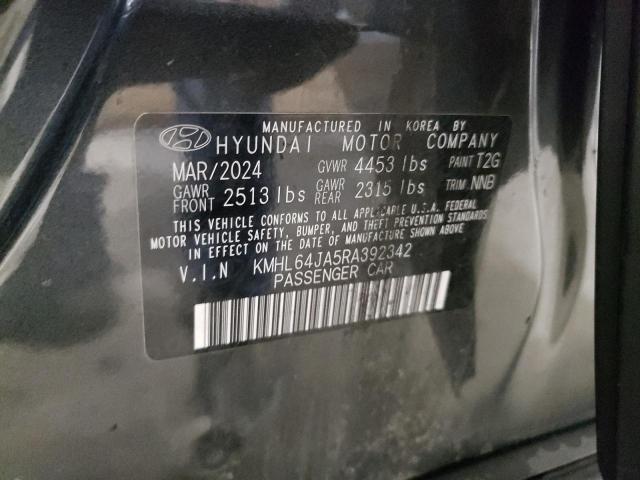 MANUFACTURED IN KOREA BY
HYUNDAI MOTOR COMPANY
MAR/2024 GVWR 4453 lbs PAINT T2G
GAWR FRONT 2513 lbs GAWR REAR 2315 lbs TRIM NNB
THIS VEHICLE CONFORMS TO ALL APPLICABLE U.S.A. FEDERAL
MOTOR VEHICLE SAFETY, BUMPER, AND THEFT PREVENTION STANDARDS
IN EFFECT ON THE DATE OF MANUFACTURE SHOWN ABOVE.
V.I.N KMHL64JA5RA392342
PASSENGER CAR